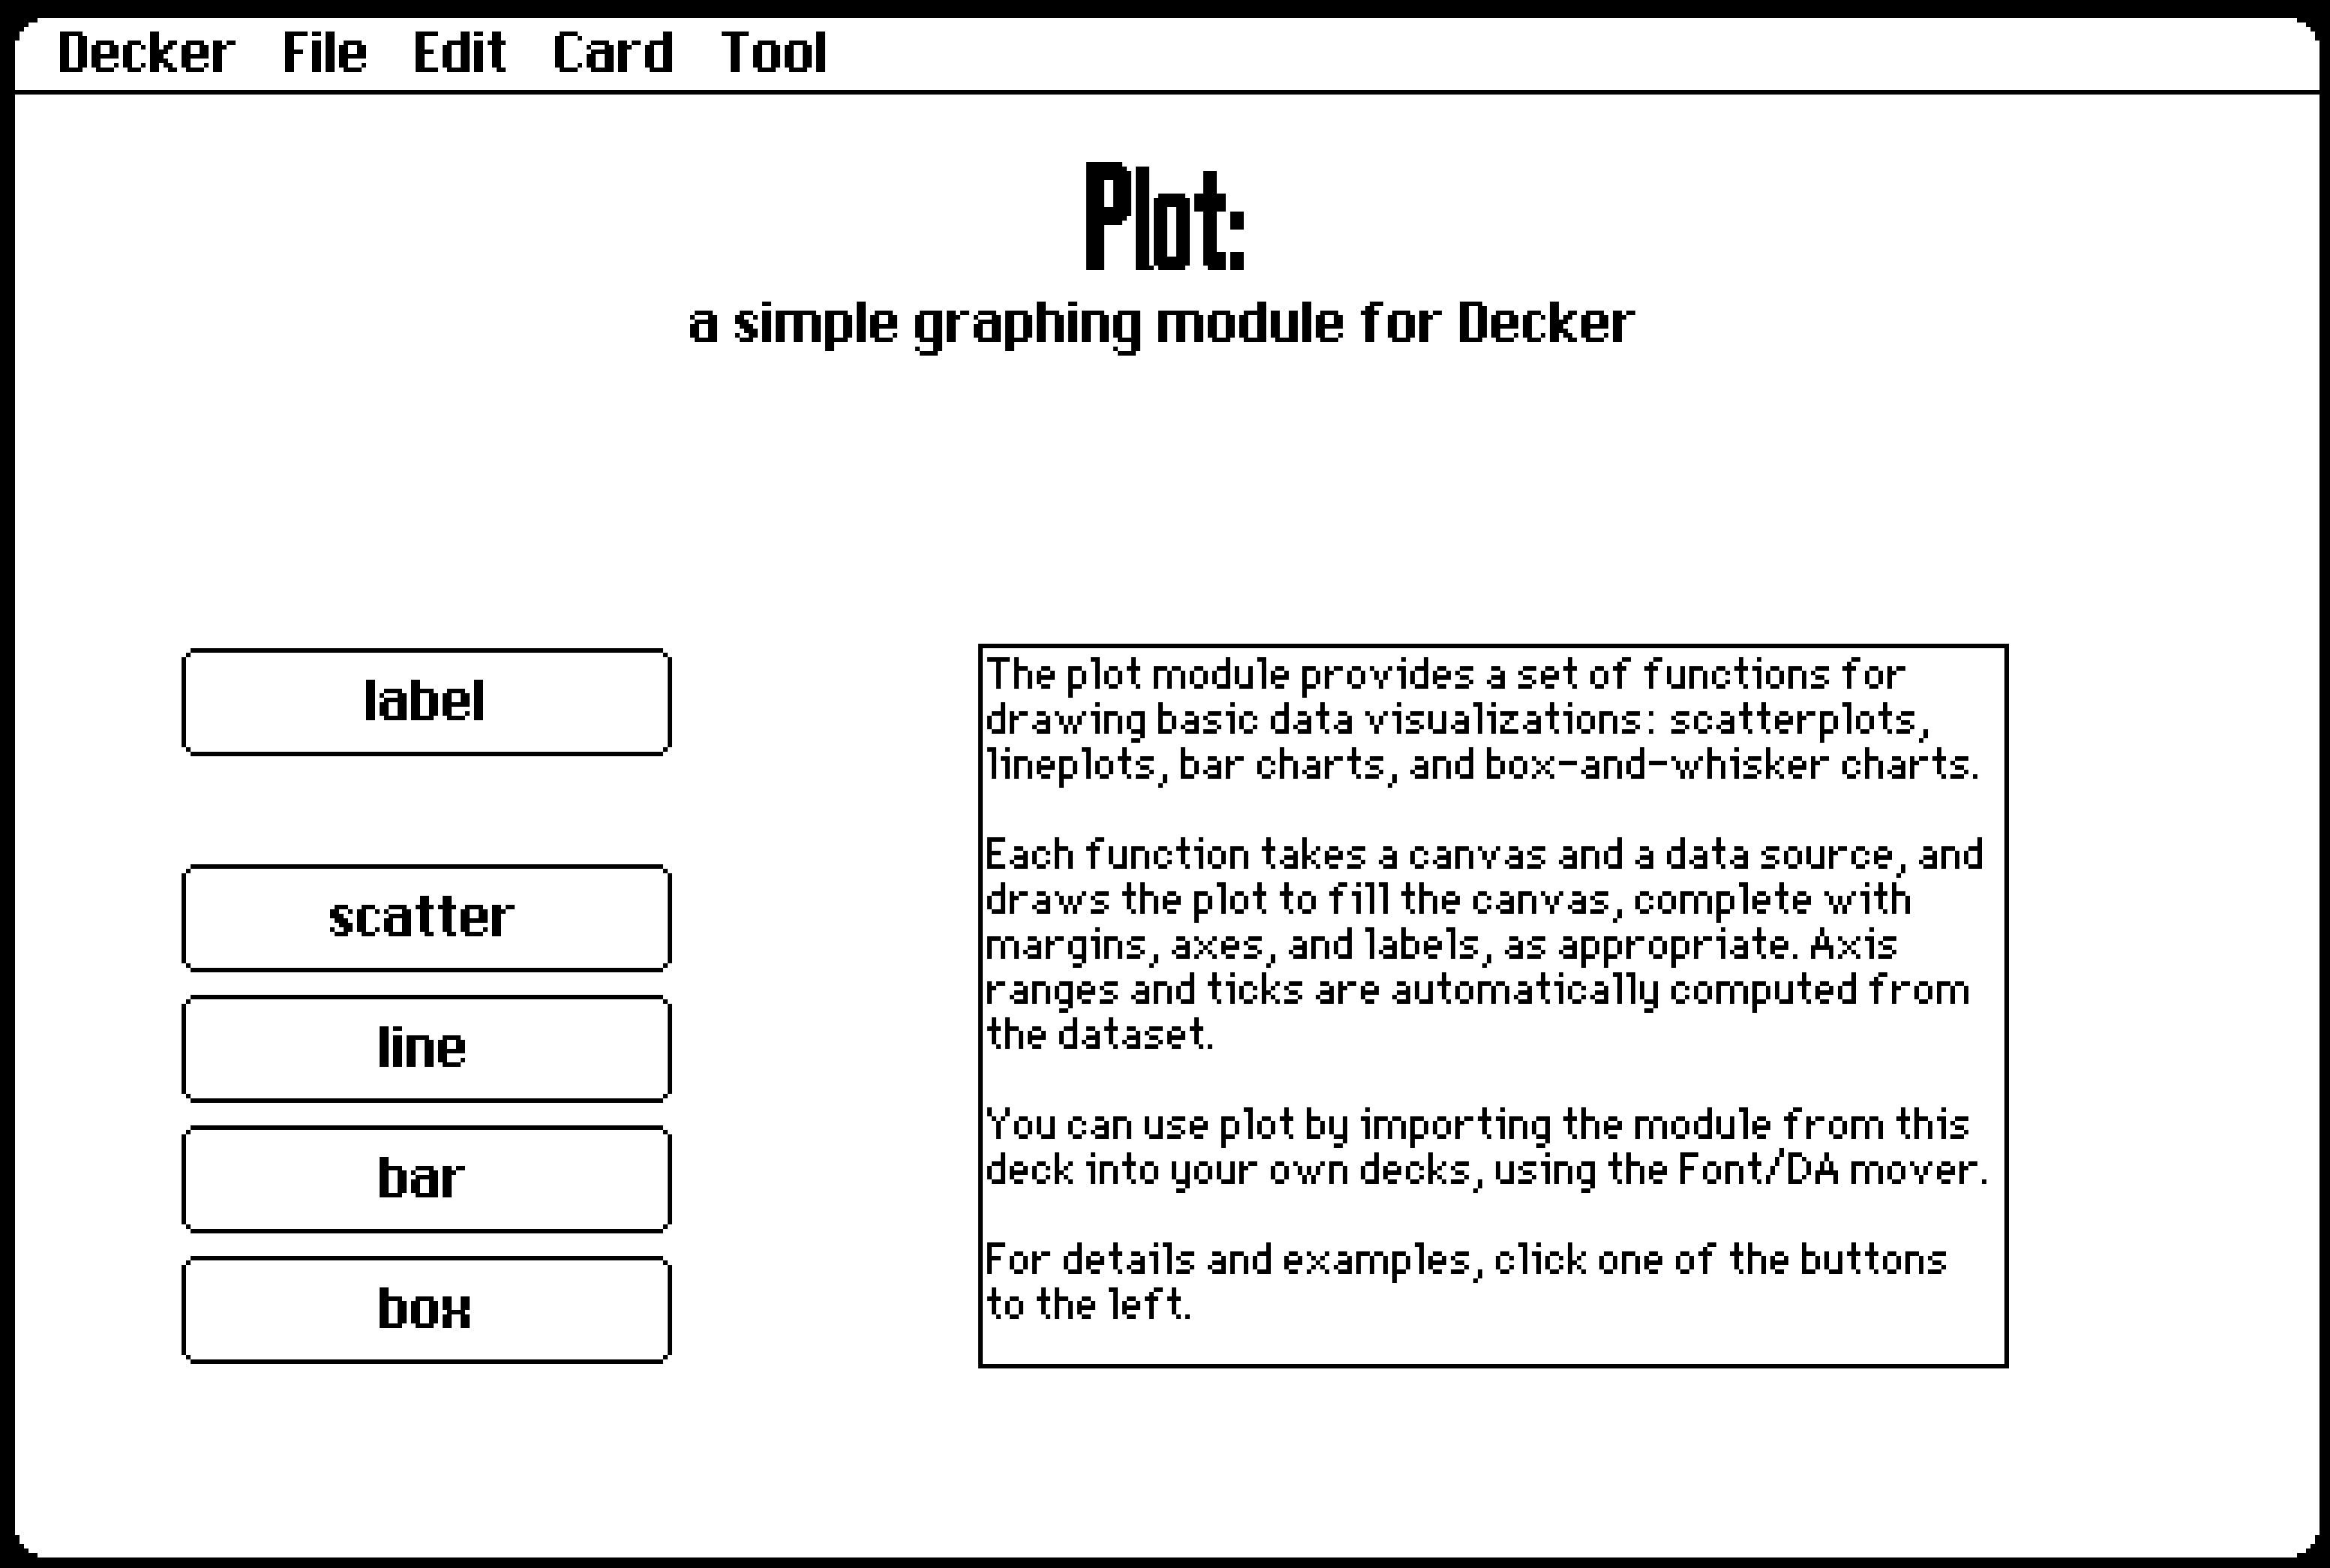 Decker File Edit Card Tool
Plot:
a simple graphing module for Decker
label
scatter
line
bar
box
The plot module provides a set of functions for
drawing basic data visualizations: scatterplots,
lineplots, bar charts, and box-and-whisker charts.
Each function takes a canvas and a data source, and
draws the plot to fill the canvas, complete with
margins, axes, and labels, as appropriate. Axis
ranges and ticks are automatically computed from
the dataset.
You can use plot by importing the module from this
deck into your own decks, using the Font/DA mover.
For details and examples, click one of the buttons
to the left.